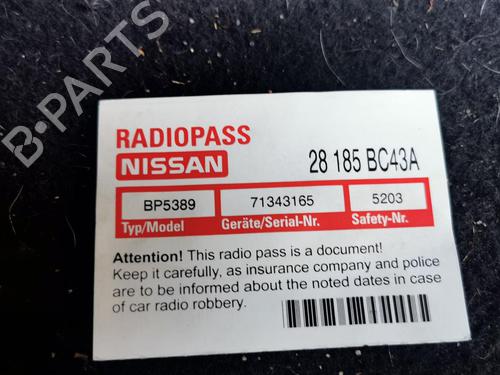 B-Parts
RADIOPASS
NISSAN
28 185 BC43A
BP5389 71343165 5203
Typ/Model Geräte/Serial-Nr. Safety-Nr.
Attention! This radio pass is a document!
Keep it carefully, as insurance company and police
are to be informed about the noted dates in case
of car radio robbery.